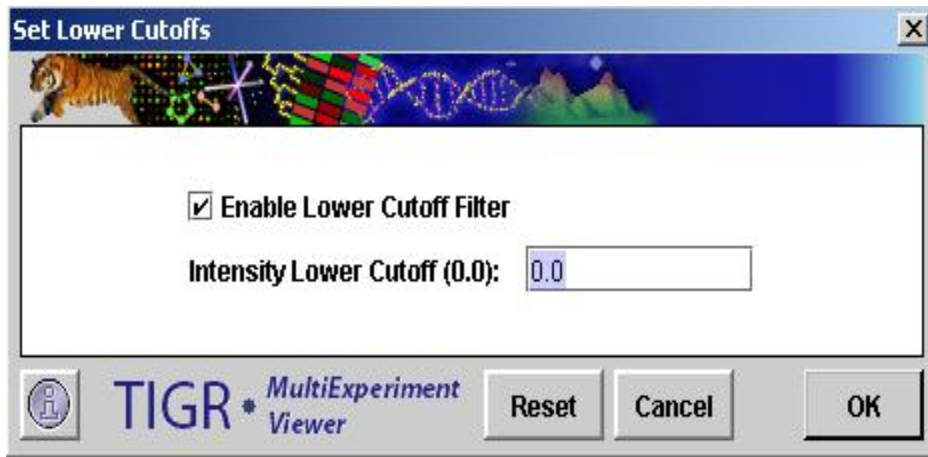 Set Lower Cutoffs
Enable Lower Cutoff Filter
Intensity Lower Cutoff (0.0): 0.0
TIGR • MultiExperiment
Viewer
Reset Cancel OK